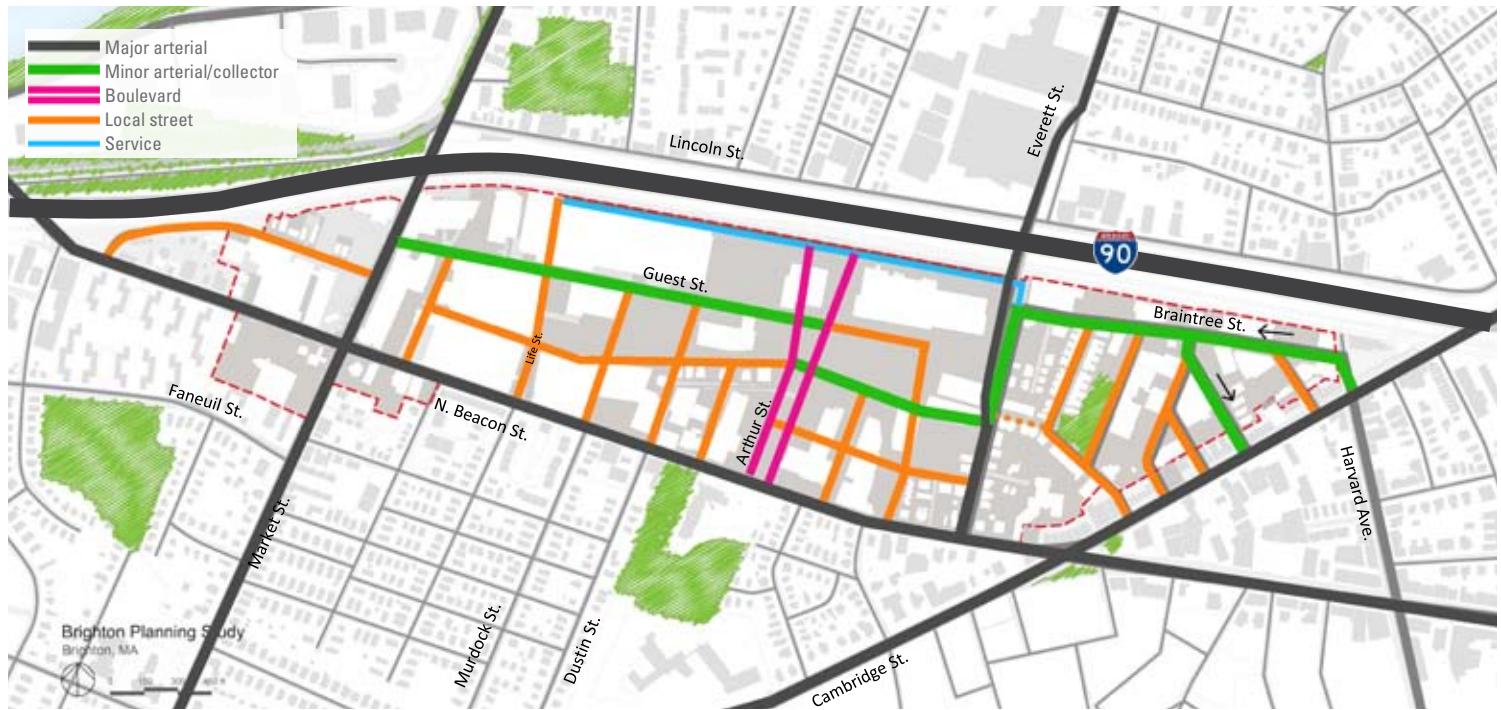 Major arterial
Minor arterial/collector
Boulevard
Local street
Service
Lincoln St.
Everett St.
90
Guest St.
Braintree St.
Life St.
Faneuil St.
N. Beacon St.
Arthur St.
Harvard Ave.
Market St.
Murdock St.
Dustin St.
Cambridge St.
Brighton Planning Study
Brighton, MA
0